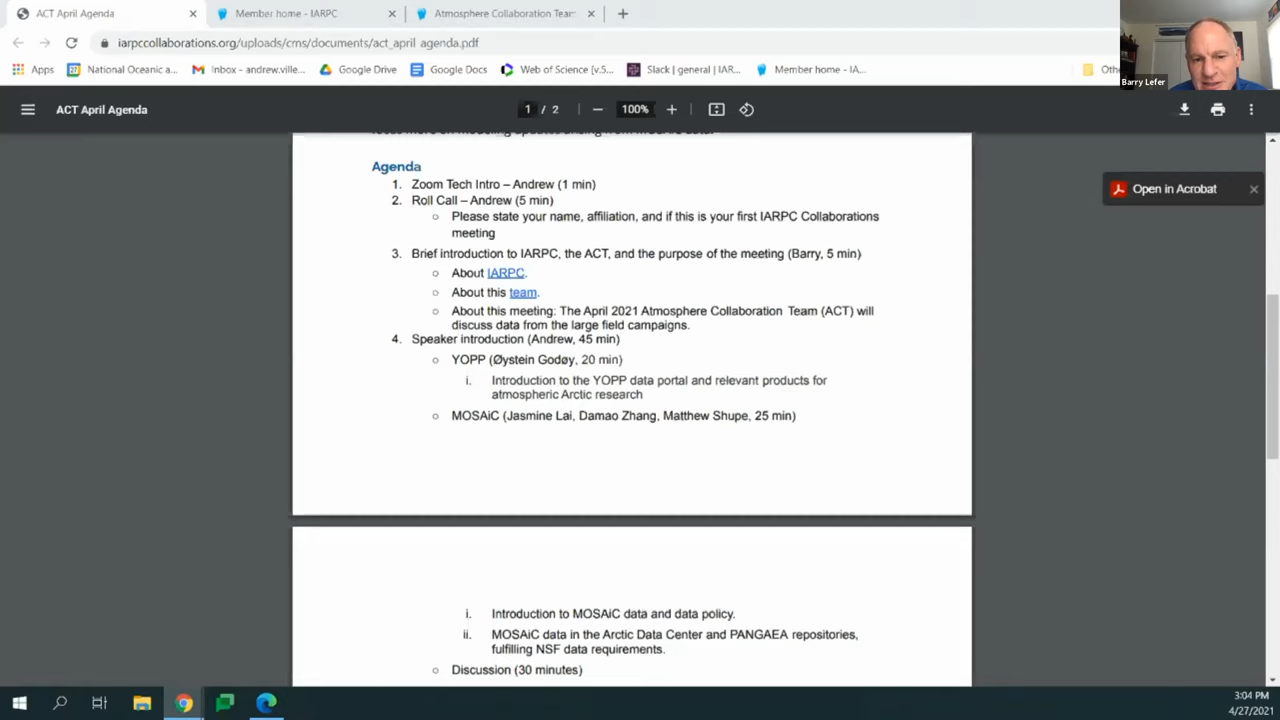 ACT April Agenda
Member home - IARPC
Atmosphere Collaboration Team
iarpccollaborations.org/uploads/cms/documents/act_april_agenda.pdf
Apps
National Oceanic a...
Inbox - andrew.ville...
Google Drive
Google Docs
Web of Science [v.5...
Slack | general | IAR...
Member home - IA...
Barry Lefer
ACT April Agenda
1 / 2
100%
Open in Acrobat
Agenda
1. Zoom Tech Intro – Andrew (1 min)
2. Roll Call – Andrew (5 min)
Please state your name, affiliation, and if this is your first IARPC Collaborations
meeting
3. Brief introduction to IARPC, the ACT, and the purpose of the meeting (Barry, 5 min)
About IARPC.
About this team.
About this meeting: The April 2021 Atmosphere Collaboration Team (ACT) will
discuss data from the large field campaigns.
4. Speaker introduction (Andrew, 45 min)
YOPP (Øystein Godøy, 20 min)
i. Introduction to the YOPP data portal and relevant products for
atmospheric Arctic research
MOSAiC (Jasmine Lai, Damao Zhang, Matthew Shupe, 25 min)
i. Introduction to MOSAiC data and data policy.
ii. MOSAiC data in the Arctic Data Center and PANGAEA repositories,
fulfilling NSF data requirements.
Discussion (30 minutes)
3:04 PM
4/27/2021